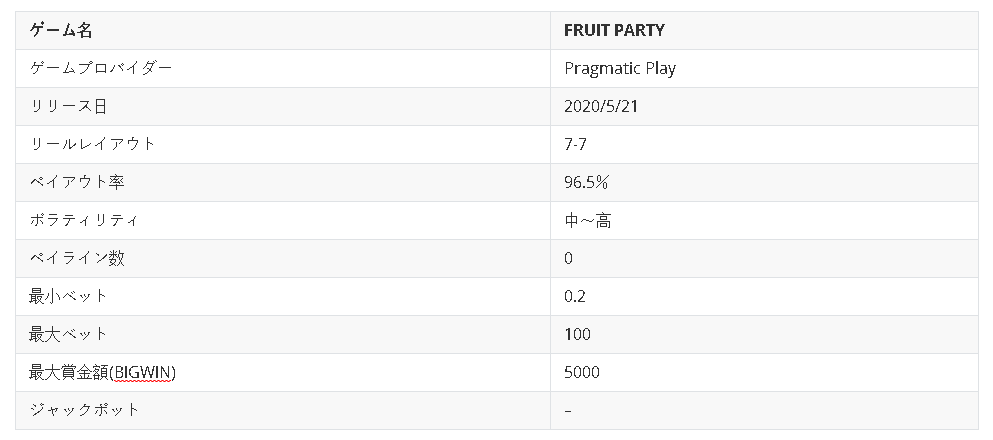 ゲーム名 FRUIT PARTY
ゲームプロバイダー Pragmatic Play
リリース日 2020/5/21
リールレイアウト 7-7
ペイアウト率 96.5%
ボラティリティ 中～高
ペイライン数 0
最小ベット 0.2
最大ベット 100
最大賞金額(BIGWIN) 5000
ジャックポット –